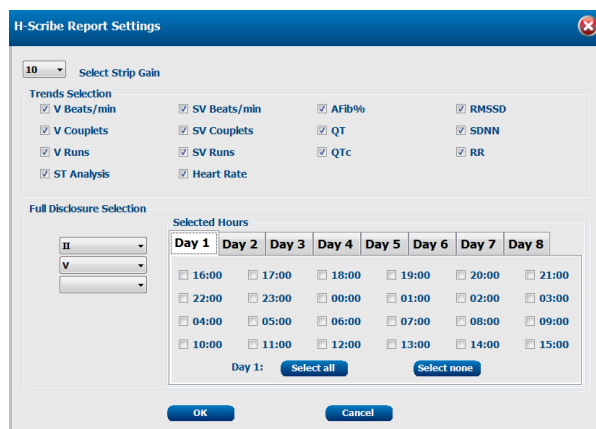 H-Scribe Report Settings
10 Select Strip Gain
Trends Selection
V Beats/min SV Beats/min AFib% RMSSD
V Couplets SV Couplets QT SDNN
V Runs SV Runs QTc RR
ST Analysis Heart Rate
Full Disclosure Selection
Selected Hours
II
V
Day 1 Day 2 Day 3 Day 4 Day 5 Day 6 Day 7 Day 8
16:00 17:00 18:00 19:00 20:00 21:00
22:00 23:00 00:00 01:00 02:00 03:00
04:00 05:00 06:00 07:00 08:00 09:00
10:00 11:00 12:00 13:00 14:00 15:00
Day 1: Select all Select none
OK Cancel